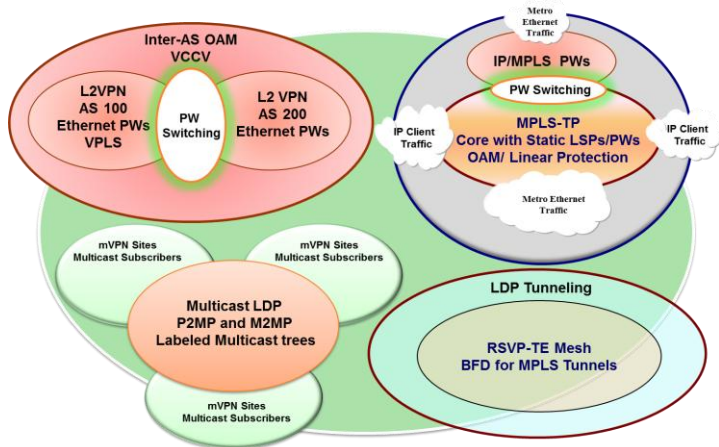 Inter-AS OAM
VCCV
L2VPN
AS 100
Ethernet PWs
VPLS
PW
Switching
L2 VPN
AS 200
Ethernet PWs
Metro Ethernet
Traffic
IP/MPLS PWs
PW Switching
MPLS-TP
Core with Static LSPs/PWs
OAM/ Linear Protection
IP Client
Traffic
IP Client
Traffic
Metro Ethernet
Traffic
mVPN Sites
Multicast Subscribers
mVPN Sites
Multicast Subscribers
Multicast LDP
P2MP and M2MP
Labeled Multicast trees
mVPN Sites
Multicast Subscribers
LDP Tunneling
RSVP-TE Mesh
BFD for MPLS Tunnels